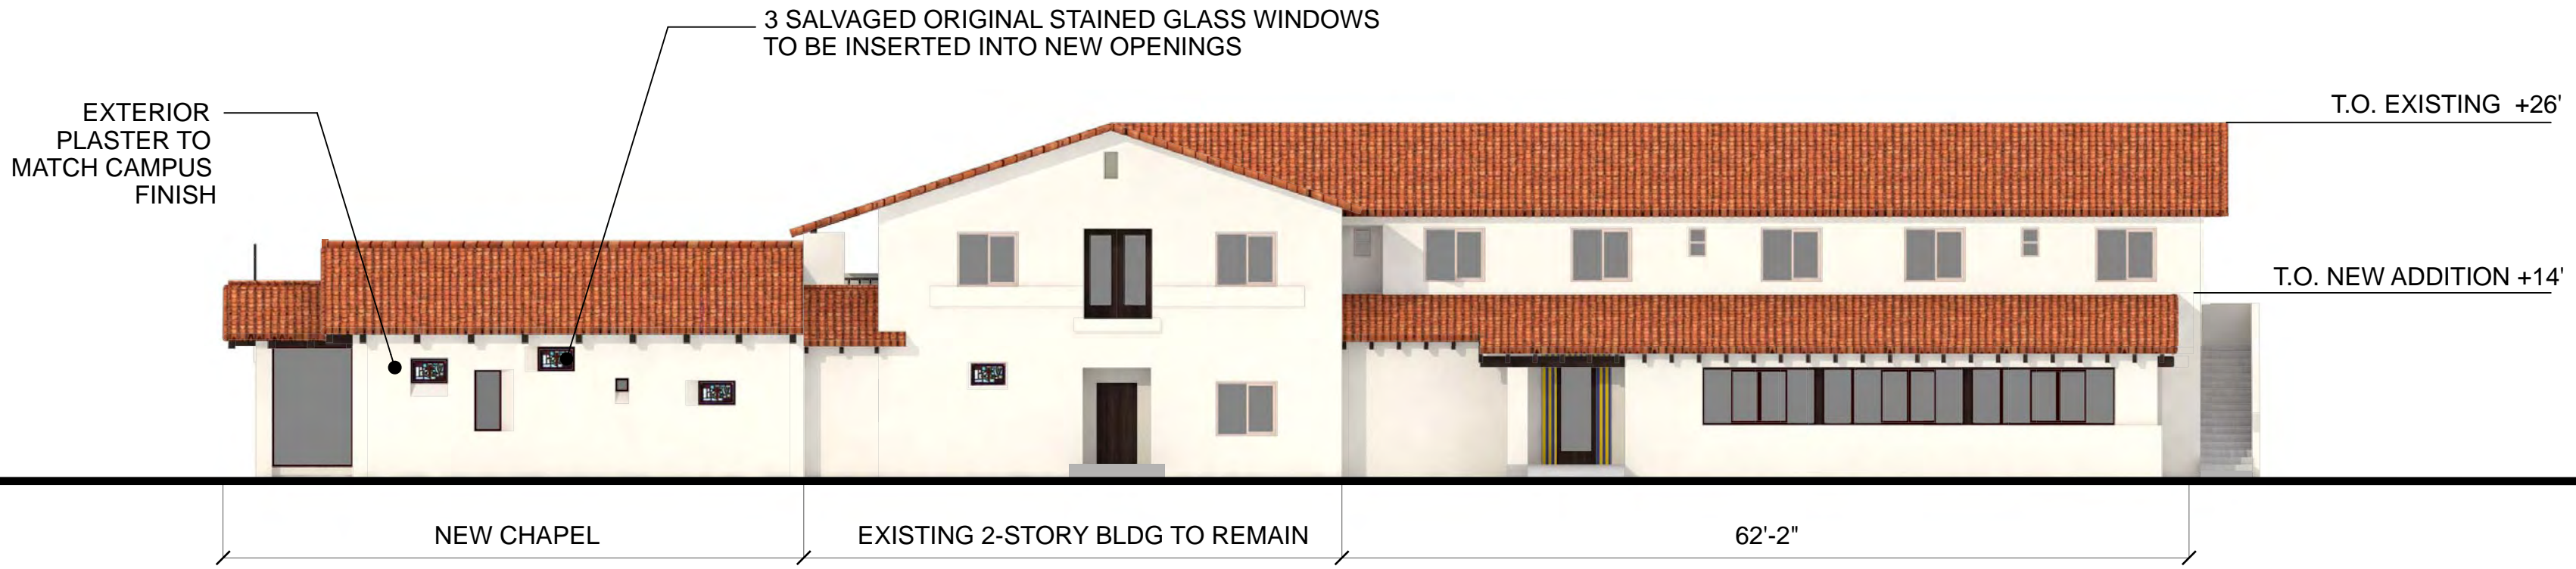 3 SALVAGED ORIGINAL STAINED GLASS WINDOWS
TO BE INSERTED INTO NEW OPENINGS
EXTERIOR
PLASTER TO
MATCH CAMPUS
FINISH
T.O. EXISTING +26'
T.O. NEW ADDITION +14'
NEW CHAPEL
EXISTING 2-STORY BLDG TO REMAIN
62'-2"